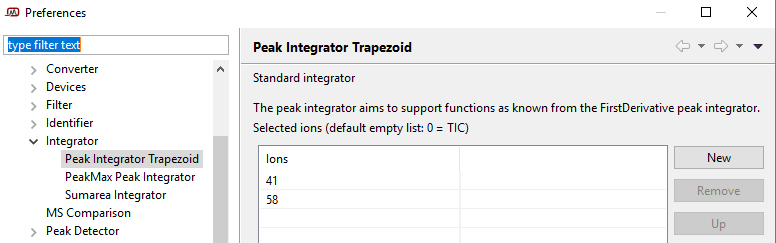 Preferences
type filter text
Converter
Devices
Filter
Identifier
Integrator
Peak Integrator Trapezoid
PeakMax Peak Integrator
Sumarea Integrator
MS Comparison
Peak Detector
Peak Integrator Trapezoid
Standard integrator
The peak integrator aims to support functions as known from the FirstDerivative peak integrator.
Selected ions (default empty list: 0 = TIC)
Ions
41
58
New
Remove
Up